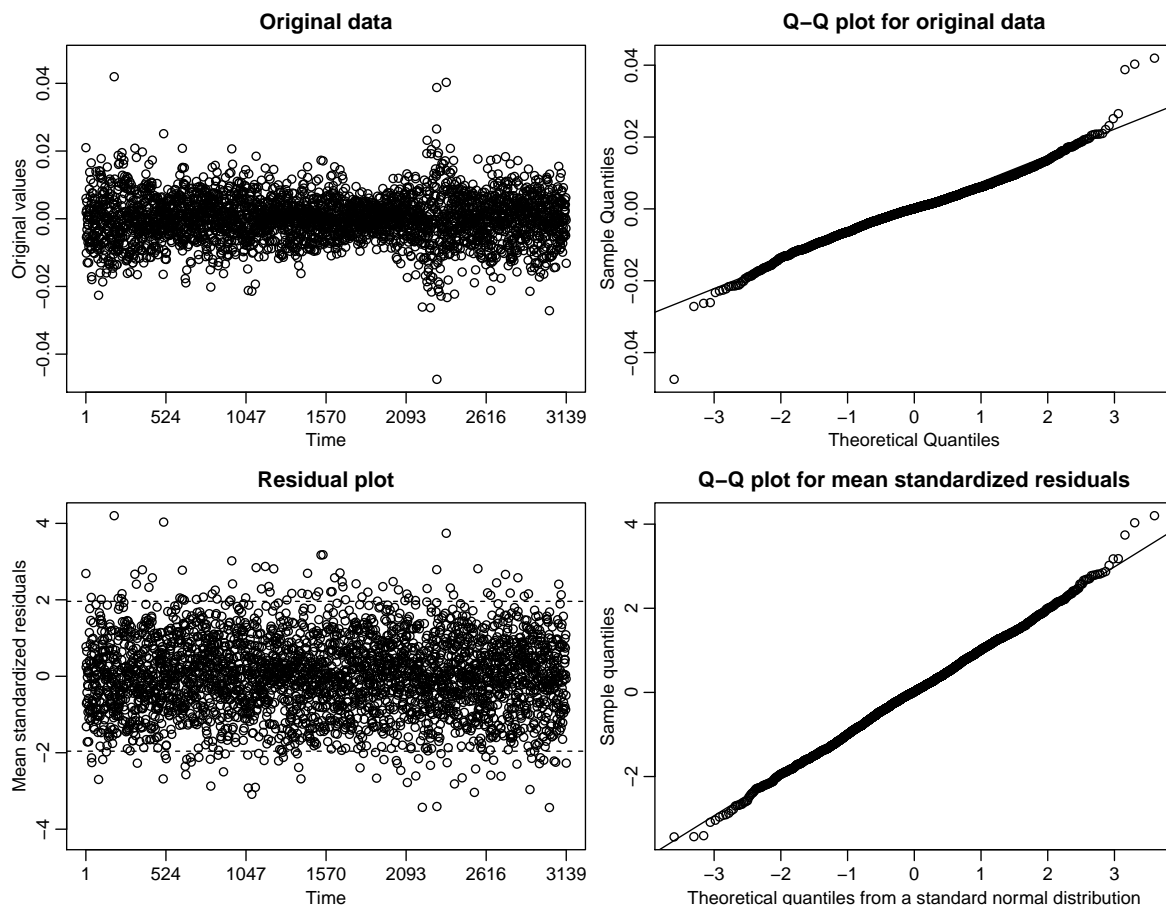 Original data
Original values
0.04
0.02
0.00
−0.02
−0.04
1 524 1047 1570 2093 2616 3139
Time
Q−Q plot for original data
Sample Quantiles
0.04
0.02
0.00
−0.02
−0.04
−3 −2 −1 0 1 2 3
Theoretical Quantiles
Residual plot
Mean standardized residuals
4
2
0
−2
−4
1 524 1047 1570 2093 2616 3139
Time
Q−Q plot for mean standardized residuals
Sample quantiles
4
2
0
−2
−3 −2 −1 0 1 2 3
Theoretical quantiles from a standard normal distribution